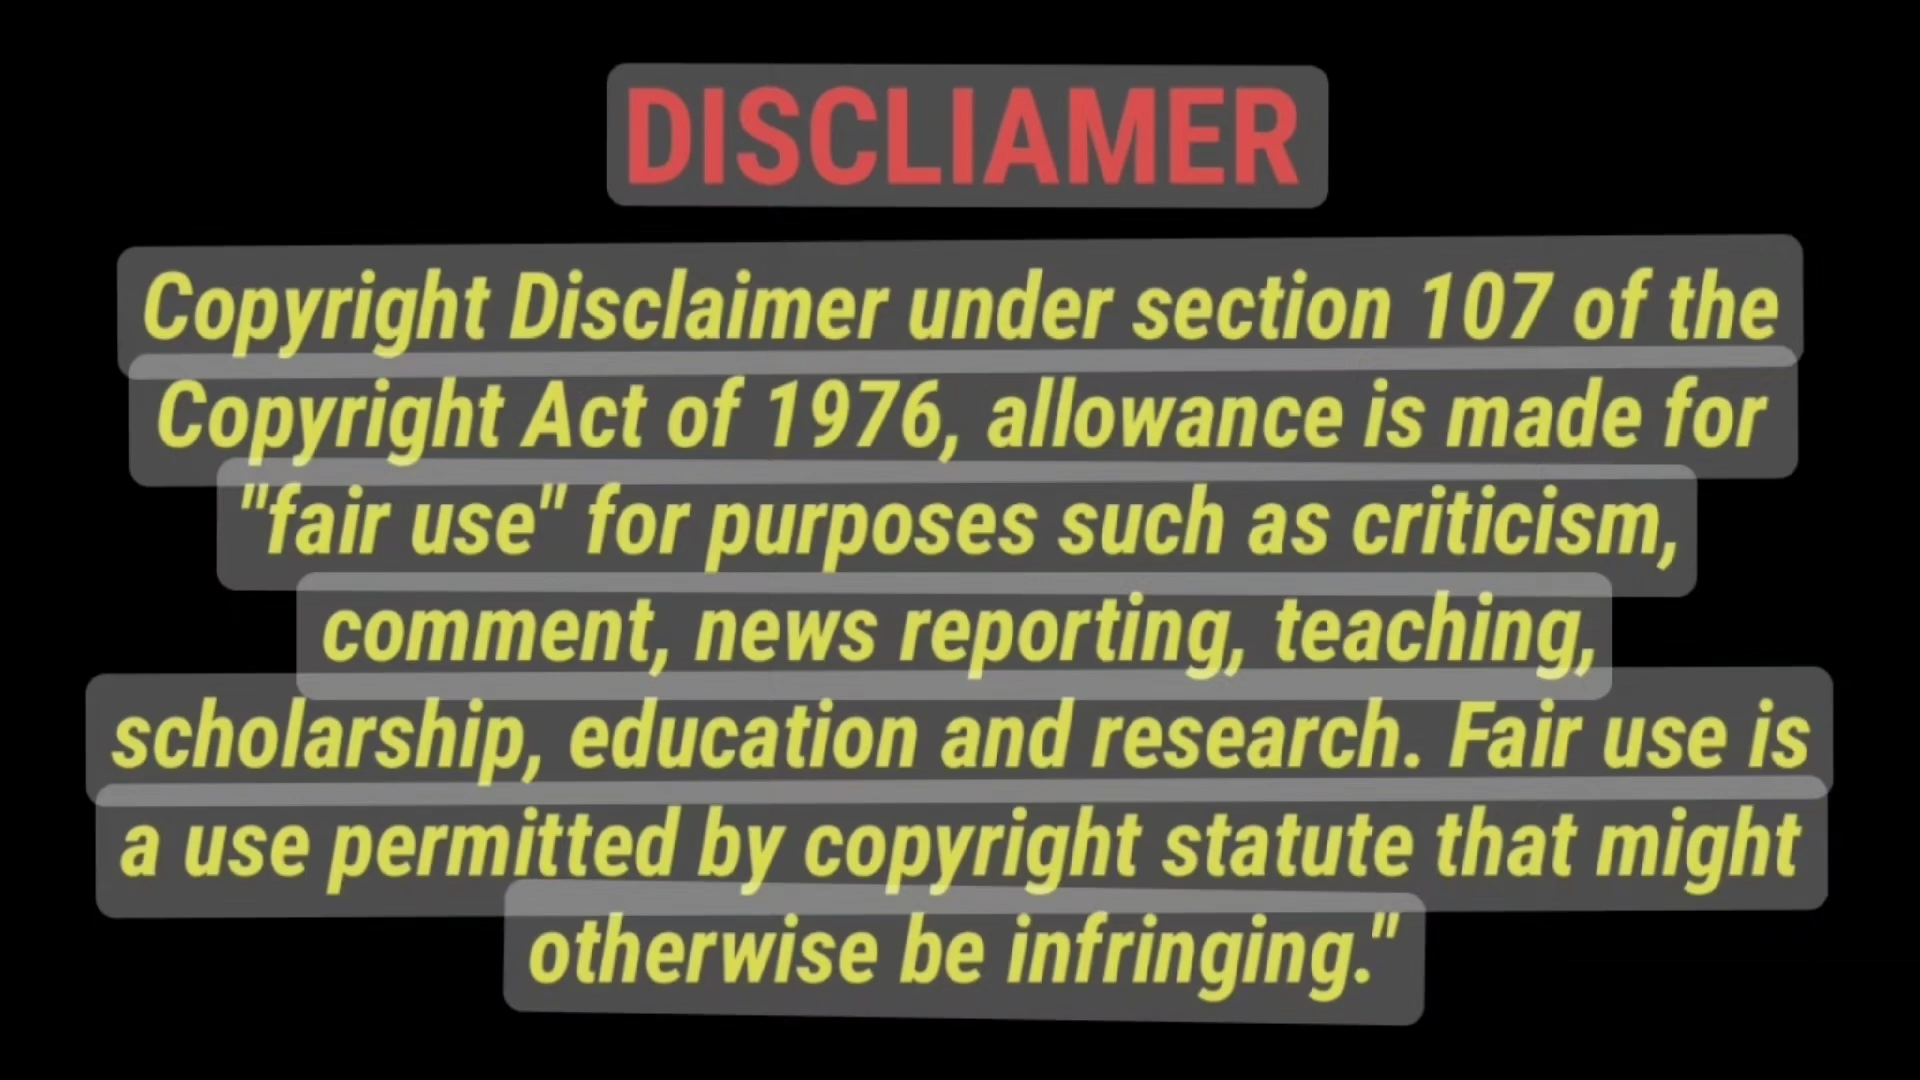 DISCLIAMER
Copyright Disclaimer under section 107 of the
Copyright Act of 1976, allowance is made for
"fair use" for purposes such as criticism,
comment, news reporting, teaching,
scholarship, education and research. Fair use is
a use permitted by copyright statute that might
otherwise be infringing."